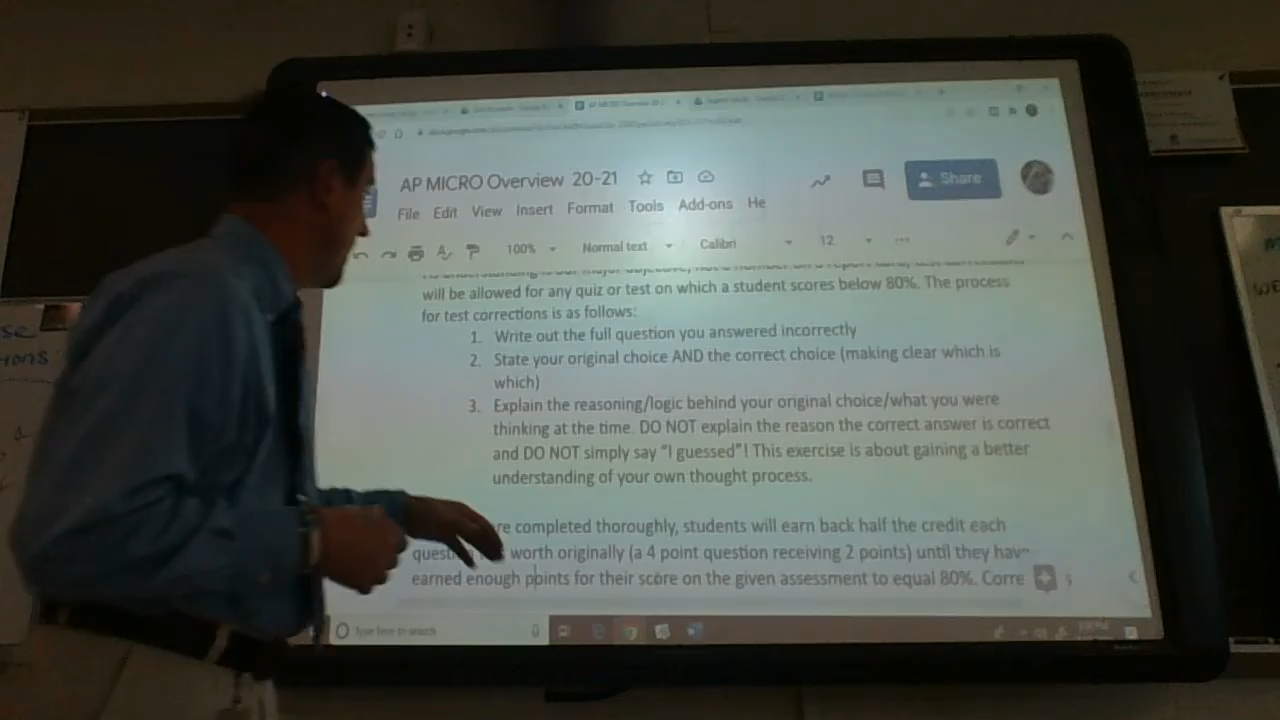 AP MICRO Overview 20-21
Share
File Edit View Insert Format Tools Add-ons He
100% Normal text Calibri 12
will be allowed for any quiz or test on which a student scores below 80%. The process
for test corrections is as follows:
1. Write out the full question you answered incorrectly
2. State your original choice AND the correct choice (making clear which is
which)
3. Explain the reasoning/logic behind your original choice/what you were
thinking at the time. DO NOT explain the reason the correct answer is correct
and DO NOT simply say “I guessed”! This exercise is about gaining a better
understanding of your own thought process.
re completed thoroughly, students will earn back half the credit each
worth originally (a 4 point question receiving 2 points) until they have
earned enough points for their score on the given assessment to equal 80%. Corre
Type here to search